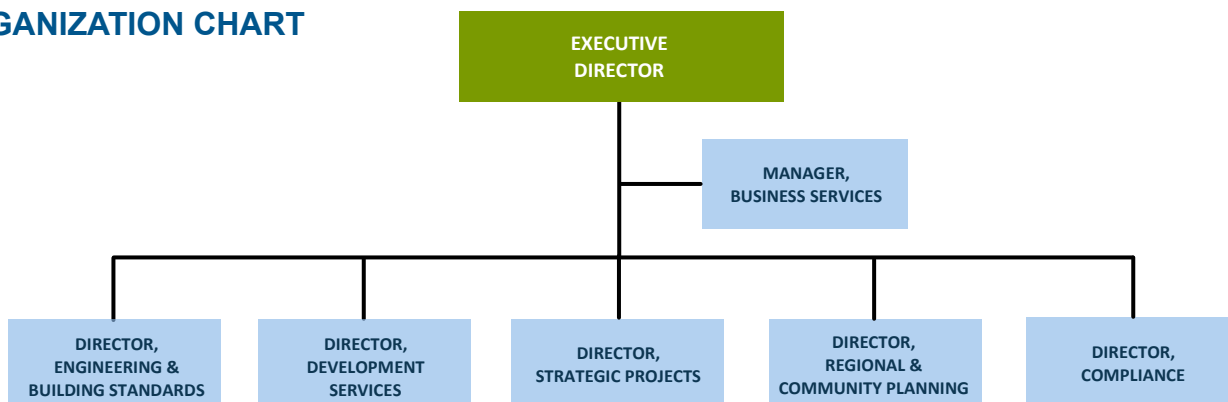 GANIZATION CHART
EXECUTIVE
DIRECTOR
MANAGER,
BUSINESS SERVICES
DIRECTOR,
ENGINEERING &
BUILDING STANDARDS
DIRECTOR,
DEVELOPMENT
SERVICES
DIRECTOR,
STRATEGIC PROJECTS
DIRECTOR,
REGIONAL &
COMMUNITY PLANNING
DIRECTOR,
COMPLIANCE